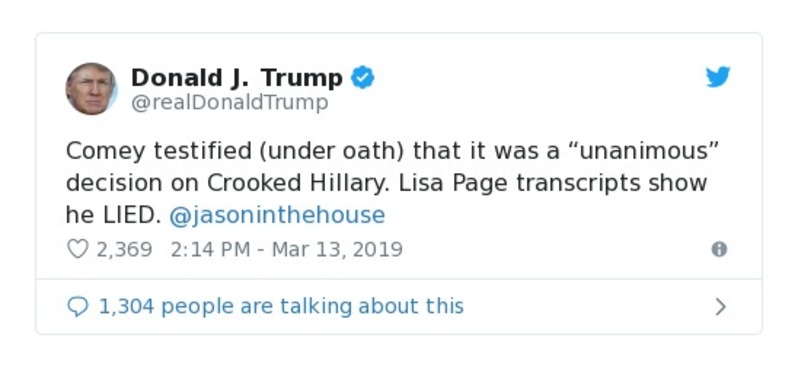 Donald J. Trump
@realDonaldTrump
Comey testified (under oath) that it was a “unanimous”
decision on Crooked Hillary. Lisa Page transcripts show
he LIED. @jasoninthehouse
2,369 2:14 PM - Mar 13, 2019
1,304 people are talking about this